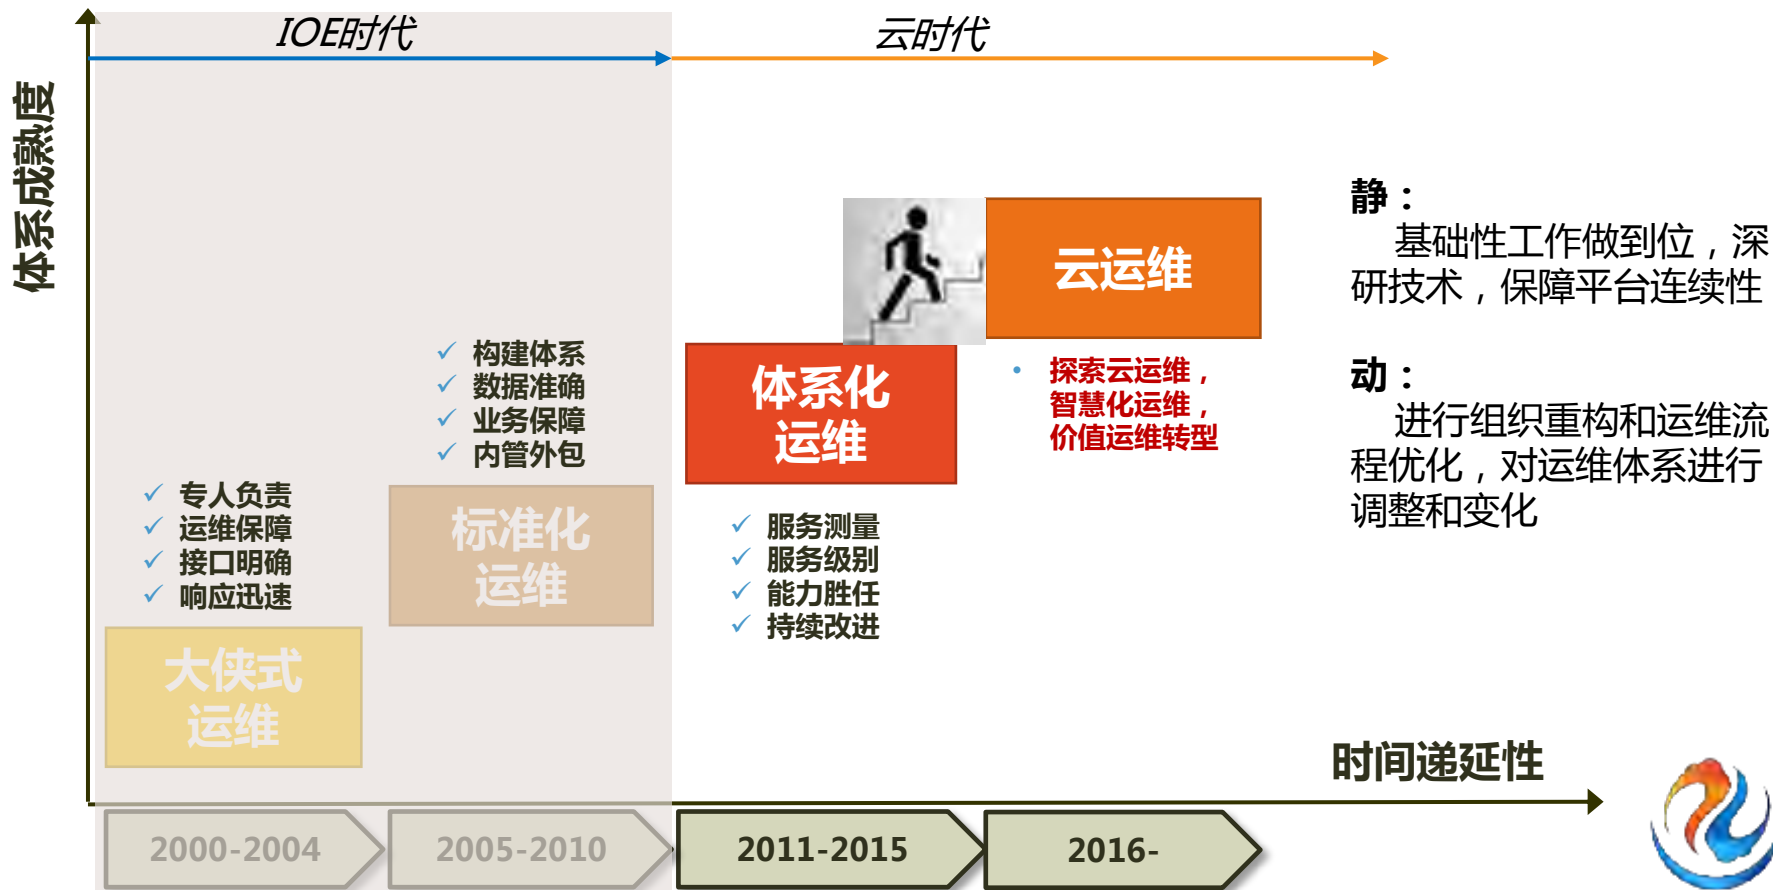 IOE时代
云时代
体系成熟度
静：
基础性工作做到位，深
研技术，保障平台连续性
动：
进行组织重构和运维流
程优化，对运维体系进行
调整和变化
云运维
探索云运维，
智慧化运维，
价值运维转型
体系化
运维
服务测量
服务级别
能力胜任
持续改进
构建体系
数据准确
业务保障
内管外包
标准化
运维
专人负责
运维保障
接口明确
响应迅速
大侠式
运维
时间递延性
2000-2004
2005-2010
2011-2015
2016-